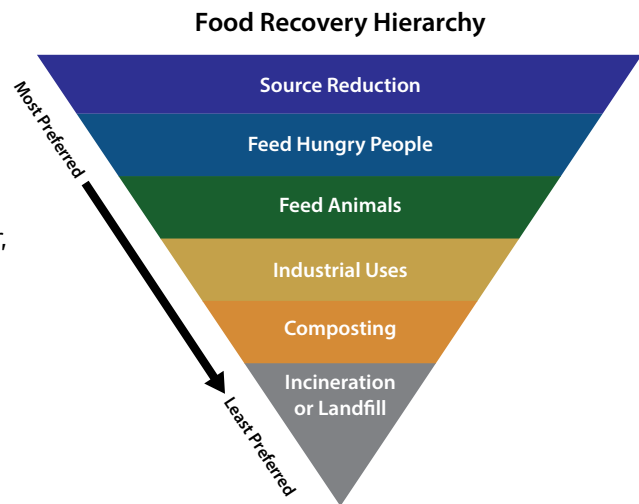 Food Recovery Hierarchy
Source Reduction
Most Preferred
Feed Hungry People
Feed Animals
Industrial Uses
Composting
Incineration
or Landfill
Least Preferred